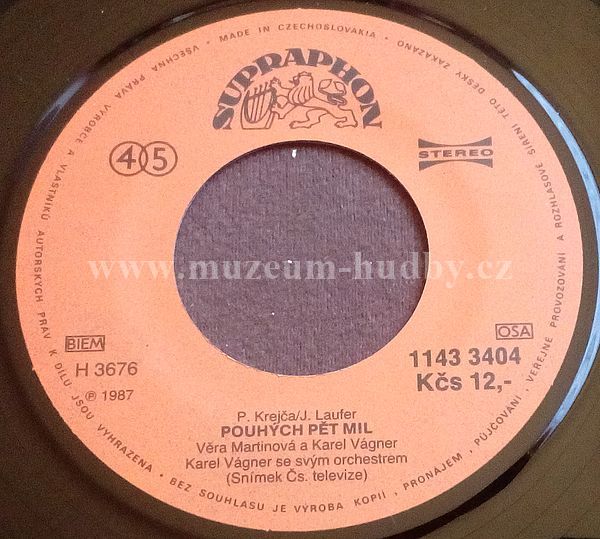 VŠECHNA PRÁVA VÝROBCE A VLASTNÍKŮ AUTORSKÝCH PRÁV K DÍLU JSOU VYHRAZENA • BEZ SOUHLASU JE VÝROBA KOPIÍ, PRONÁJEM, PŮJČOVÁNÍ, VEŘEJNÉ PROVOZOVÁNÍ A ROZHLASOVÉ ŠÍŘENÍ TÉTO DESKY ZAKÁZÁNO • MADE IN CZECHOSLOVAKIA •
SUPRAPHON
45
STEREO
www.muzeum-hudby.cz
BIEM
OSA
H 3676
1143 3404
℗ 1987
Kčs 12,-
P. Krejča/J. Laufer
POUHÝCH PĚT MIL
Věra Martinová a Karel Vágner
Karel Vágner se svým orchestrem
(Snímek Čs. televize)